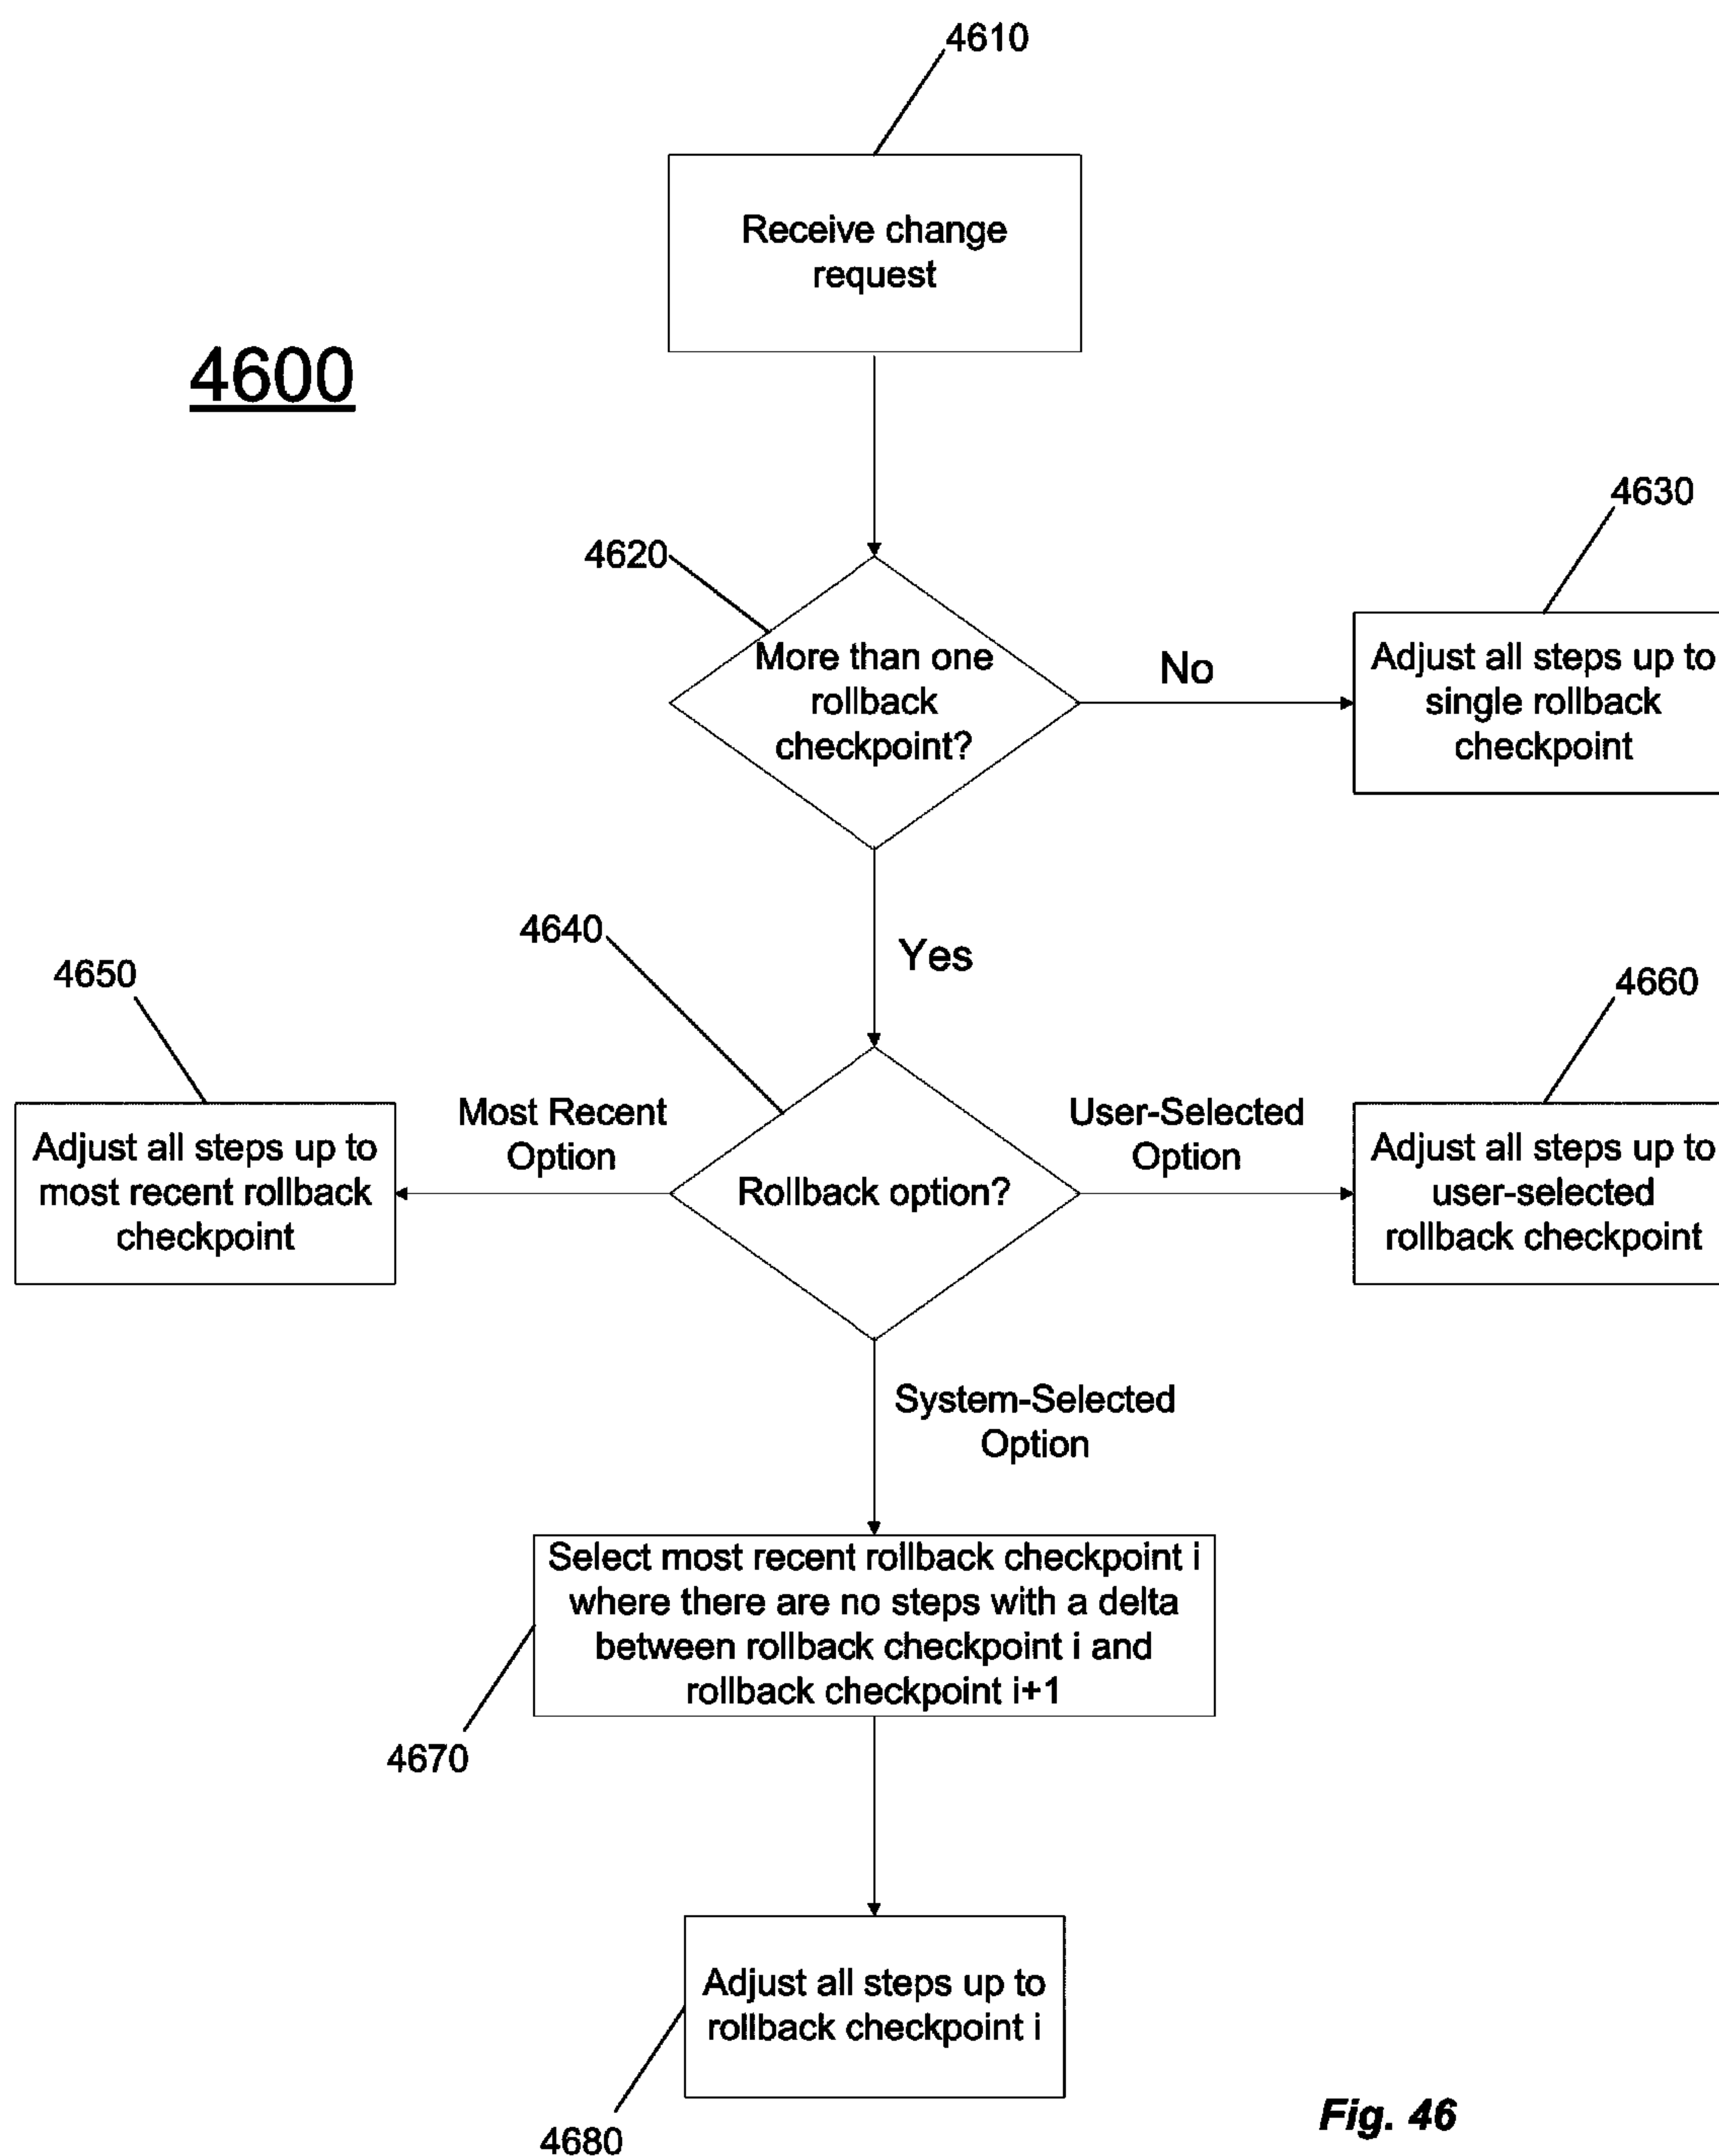 4610
Receive change
request
4600
4630
4620
More than one
rollback
checkpoint?
No
Adjust all steps up to
single rollback
checkpoint
4640
Yes
4650
4660
Most Recent
Option
User-Selected
Option
Adjust all steps up to
most recent rollback
checkpoint
Rollback option?
Adjust all steps up to
user-selected
rollback checkpoint
System-Selected
Option
Select most recent rollback checkpoint i
where there are no steps with a delta
between rollback checkpoint i and
rollback checkpoint i+1
4670
Adjust all steps up to
rollback checkpoint i
4680
Fig. 46